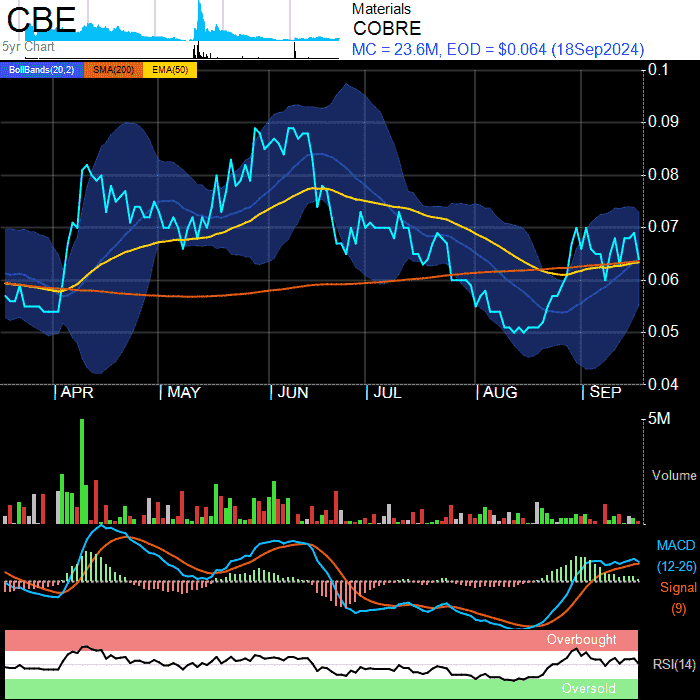 CBE
5yr Chart
Materials
COBRE
MC = 23.6M, EOD = $0.064 (18Sep2024)
BollBands(20,2) SMA(200) EMA(50)
0.1
0.09
0.08
0.07
0.06
0.05
0.04
APR MAY JUN JUL AUG SEP
5M
Volume
MACD
(12-26)
Signal
(9)
Overbought
RSI(14)
Oversold